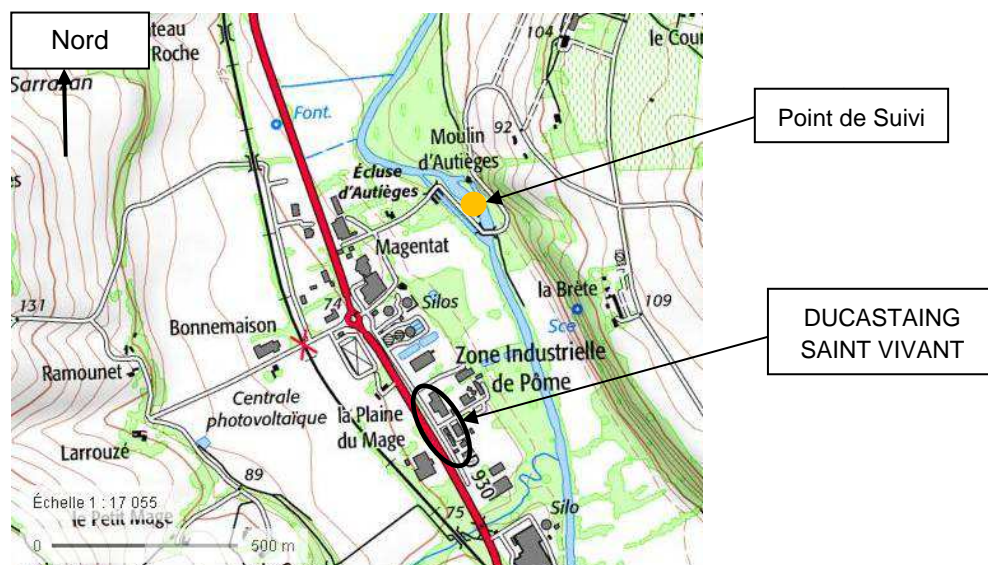 Nord
teau
Roche
Sarrazan
Font.
104
le Cour
92
Moulin
d'Autièges
Point de Suivi
Écluse
d'Autièges
Magentat
la Brète
109
131
74
Silos
Sce
Bonnemaison
DUCASTAING
SAINT VIVANT
Ramounet
Zone Industrielle
de Pôme
Centrale
photovoltaïque
la Plaine
du Mage
Larrouzé
D 930
89
Échelle 1 : 17 055
le Petit Mage
75
Silo
0 500 m